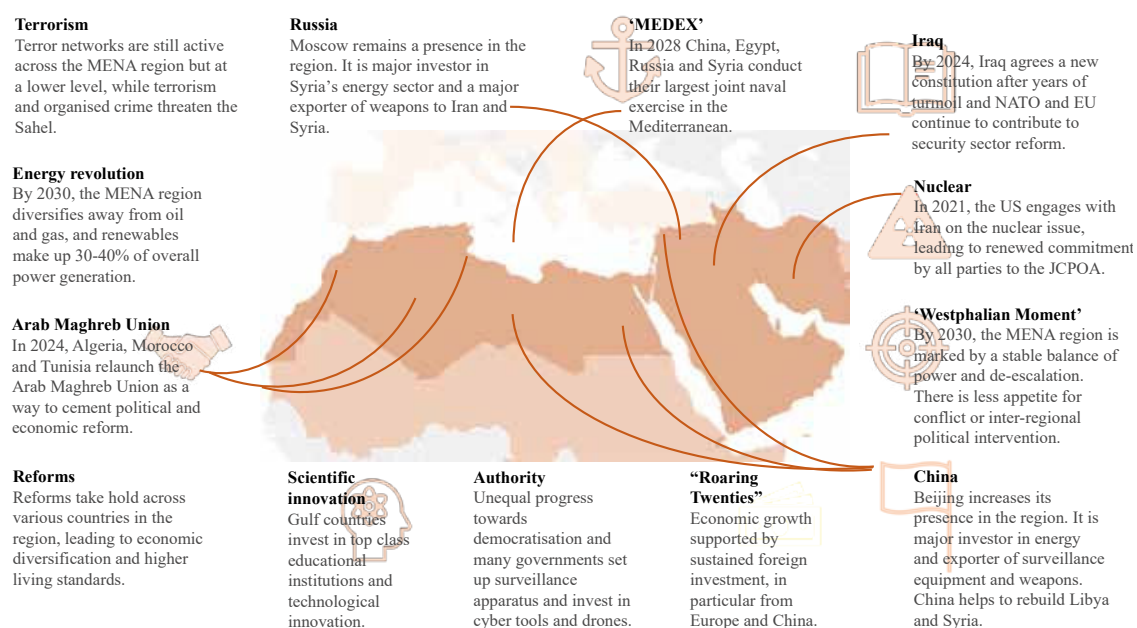 Terrorism
Terror networks are still active
across the MENA region but at
a lower level, while terrorism
and organised crime threaten the
Sahel.
Russia
Moscow remains a presence in the
region. It is major investor in
Syria's energy sector and a major
exporter of weapons to Iran and
Syria.
‘MEDEX’
In 2028 China, Egypt,
Russia and Syria conduct
their largest joint naval
exercise in the
Mediterranean.
Iraq
By 2024, Iraq agrees a new
constitution after years of
turmoil and NATO and EU
continue to contribute to
security sector reform.
Energy revolution
By 2030, the MENA region
diversifies away from oil
and gas, and renewables
make up 30-40% of overall
power generation.
Nuclear
In 2021, the US engages with
Iran on the nuclear issue,
leading to renewed commitment
by all parties to the JCPOA.
Arab Maghreb Union
In 2024, Algeria, Morocco
and Tunisia relaunch the
Arab Maghreb Union as a
way to cement political and
economic reform.
‘Westphalian Moment’
By 2030, the MENA region is
marked by a stable balance of
power and de-escalation.
There is less appetite for
conflict or inter-regional
political intervention.
Reforms
Reforms take hold across
various countries in the
region, leading to economic
diversification and higher
living standards.
Scientific
innovation
Gulf countries
invest in top class
educational
institutions and
technological
innovation.
Authority
Unequal progress
towards
democratisation and
many governments set
up surveillance
apparatus and invest in
cyber tools and drones.
“Roaring
Twenties”
Economic growth
supported by
sustained foreign
investment, in
particular from
Europe and China.
China
Beijing increases its
presence in the region. It is
major investor in energy
and exporter of surveillance
equipment and weapons.
China helps to rebuild Libya
and Syria.